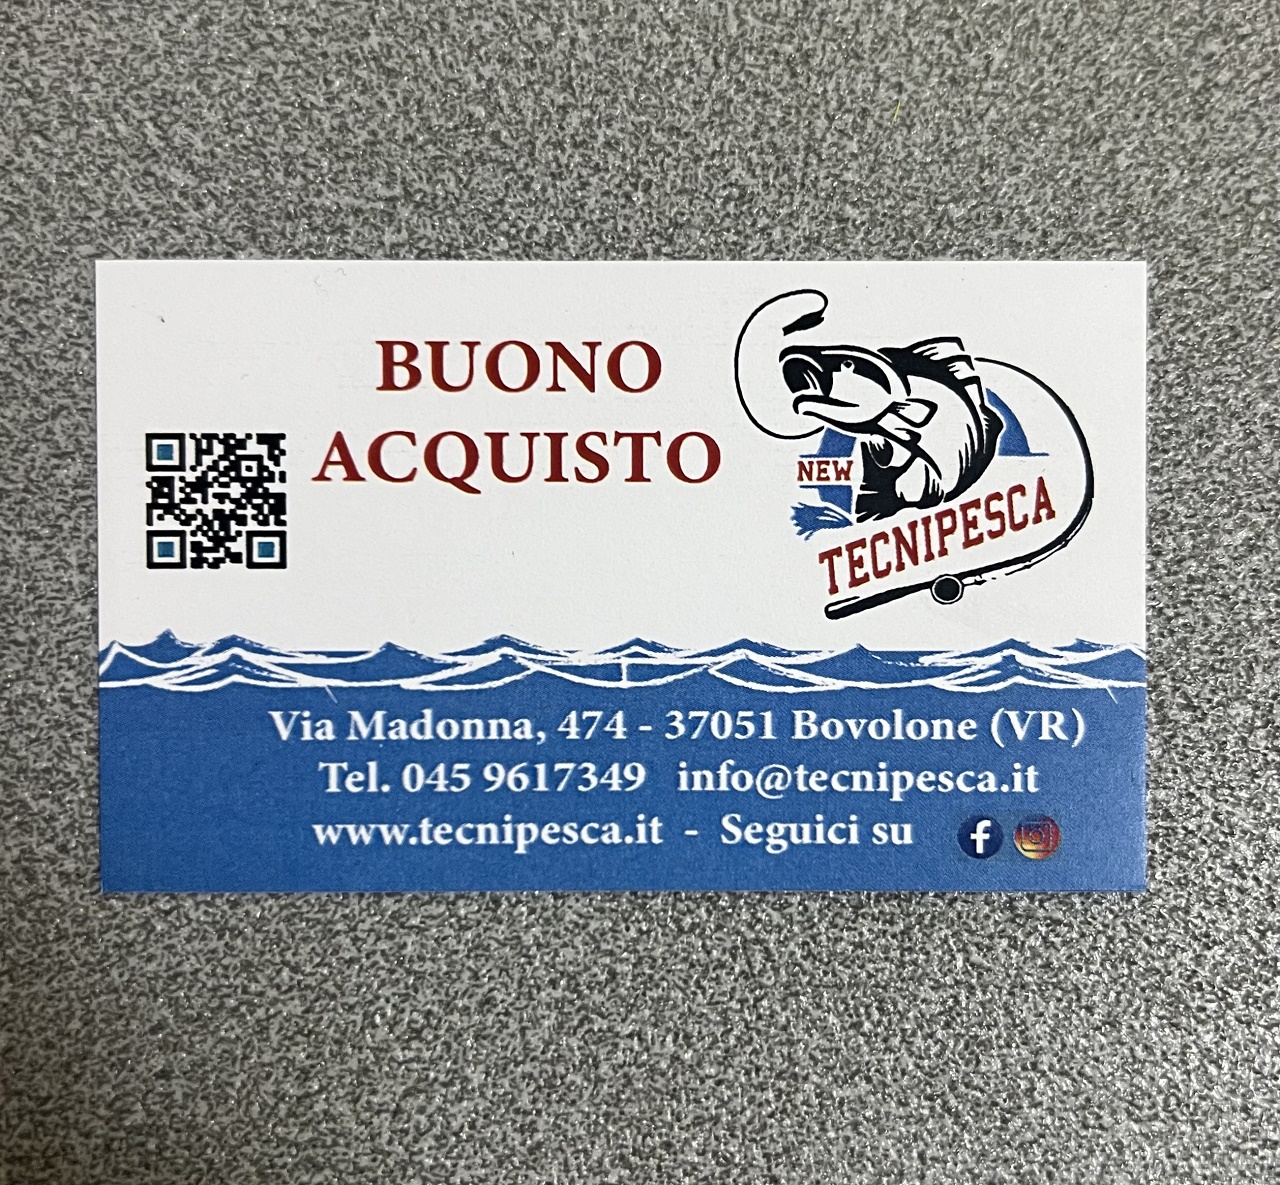 BUONO
ACQUISTO
NEW
TECNIPESCA
Via Madonna, 474 - 37051 Bovolone (VR)
Tel. 045 9617349 info@tecnipesca.it
www.tecnipesca.it - Seguici su f